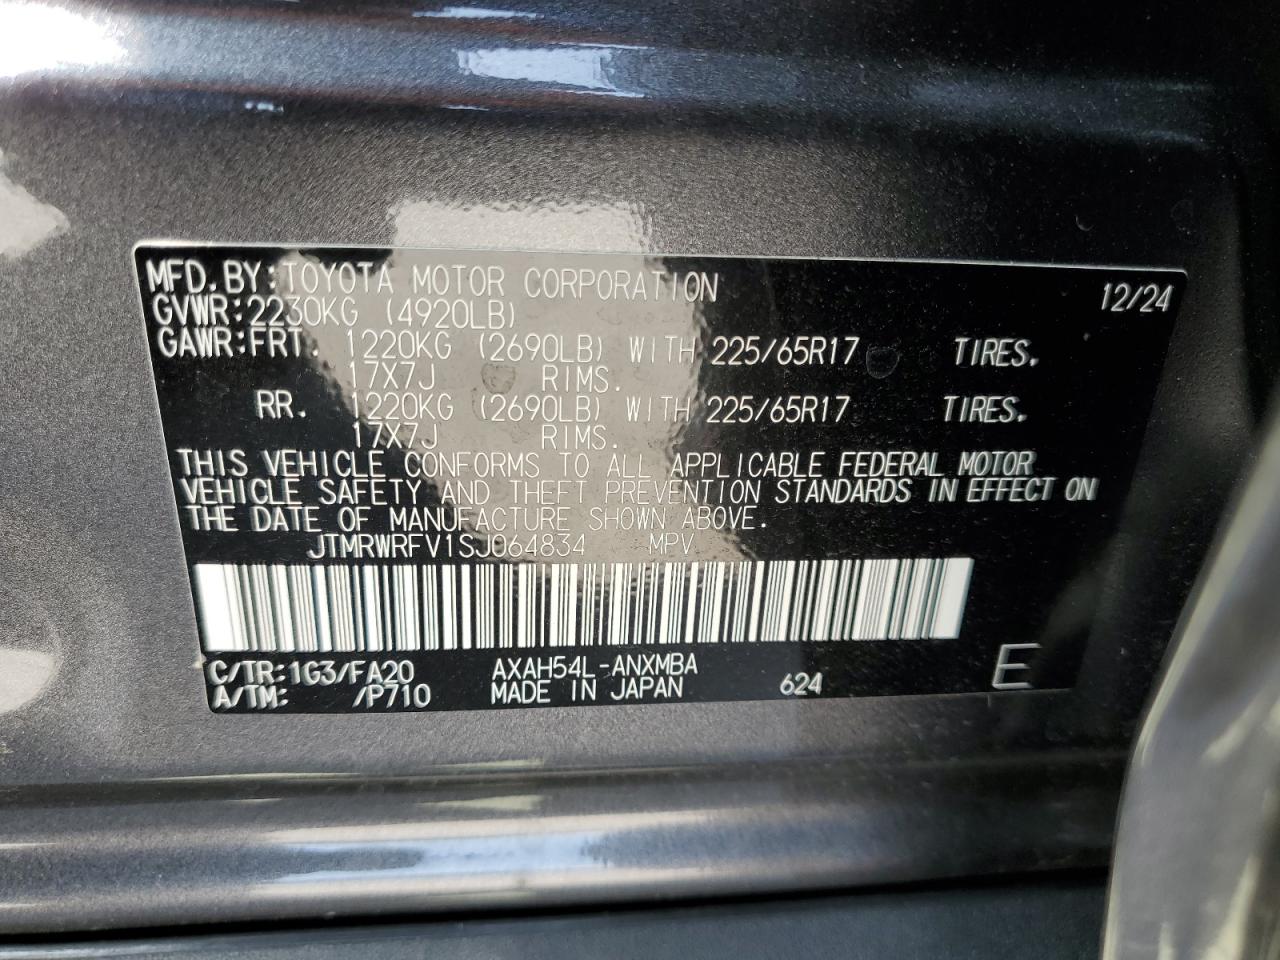 MFD.BY:TOYOTA MOTOR CORPORATION 12/24
GVWR:2230KG (4920LB)
GAWR:FRT. 1220KG (2690LB) WITH 225/65R17 TIRES.
17X7J RIMS.
RR. 1220KG (2690LB) WITH 225/65R17 TIRES.
17X7J RIMS.
THIS VEHICLE CONFORMS TO ALL APPLICABLE FEDERAL MOTOR
VEHICLE SAFETY AND THEFT PREVENTION STANDARDS IN EFFECT ON
THE DATE OF MANUFACTURE SHOWN ABOVE.
JTMRWRFV1SJ064834 MPV
C/TR:1G3/FA20 AXAH54L-ANXMBA
A/TM: /P710 MADE IN JAPAN 624 E